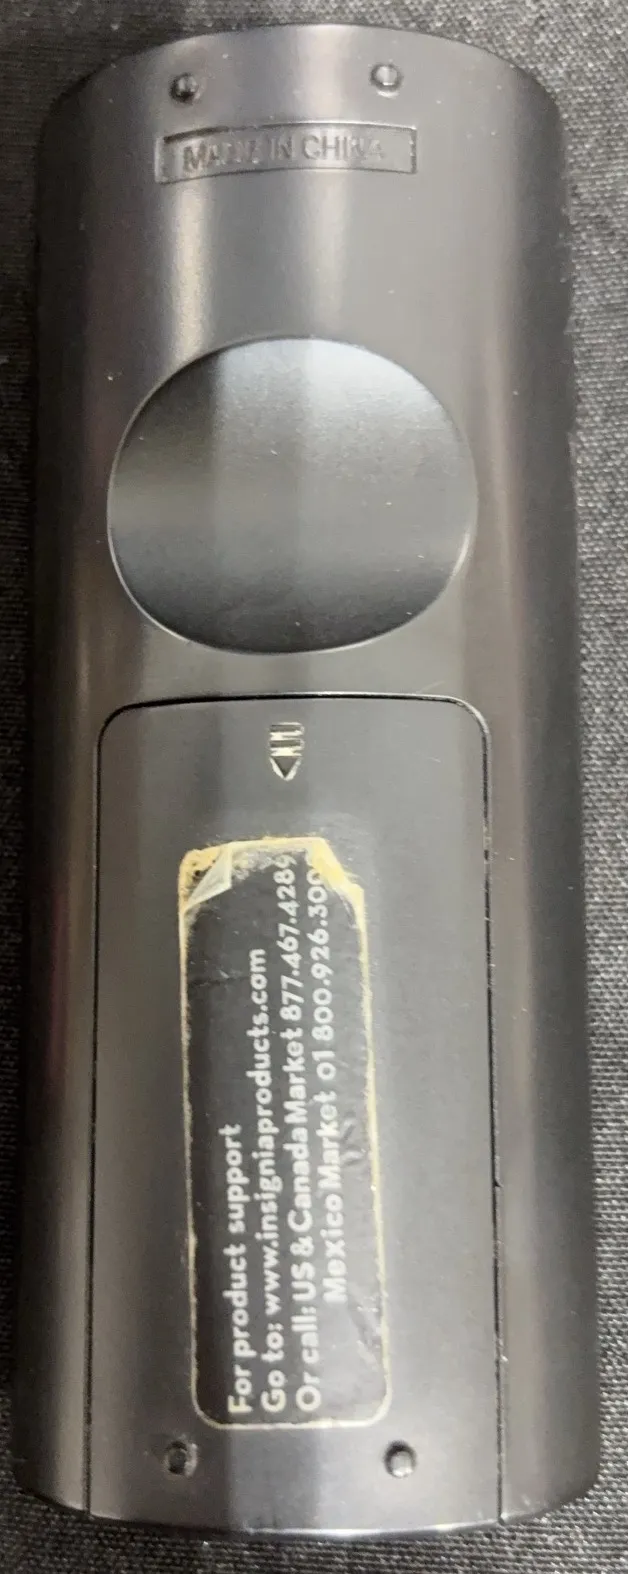 MADE IN CHINA
For product support
Go to: www.insigniaproducts.com
Or call: US & Canada Market 877.467.4289
Mexico Market 01 800.926.300